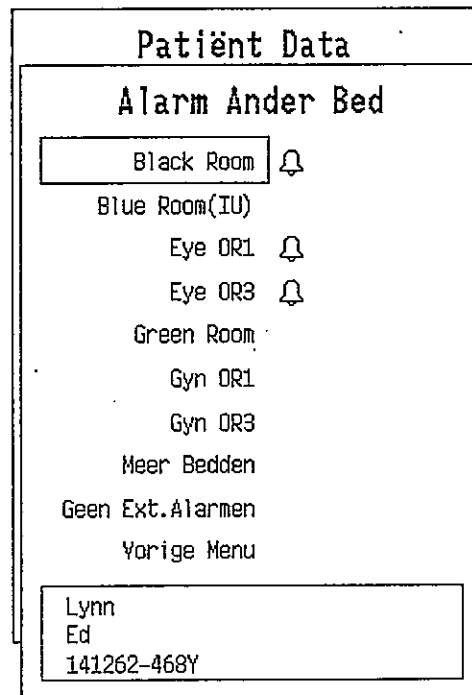 Patiënt Data
Alarm Ander Bed
Black Room
Blue Room(IU)
Eye OR1
Eye OR3
Green Room
Gyn OR1
Gyn OR3
Meer Bedden
Geen Ext.Alarmen
Vorige Menu
Lynn
Ed
141262-468Y